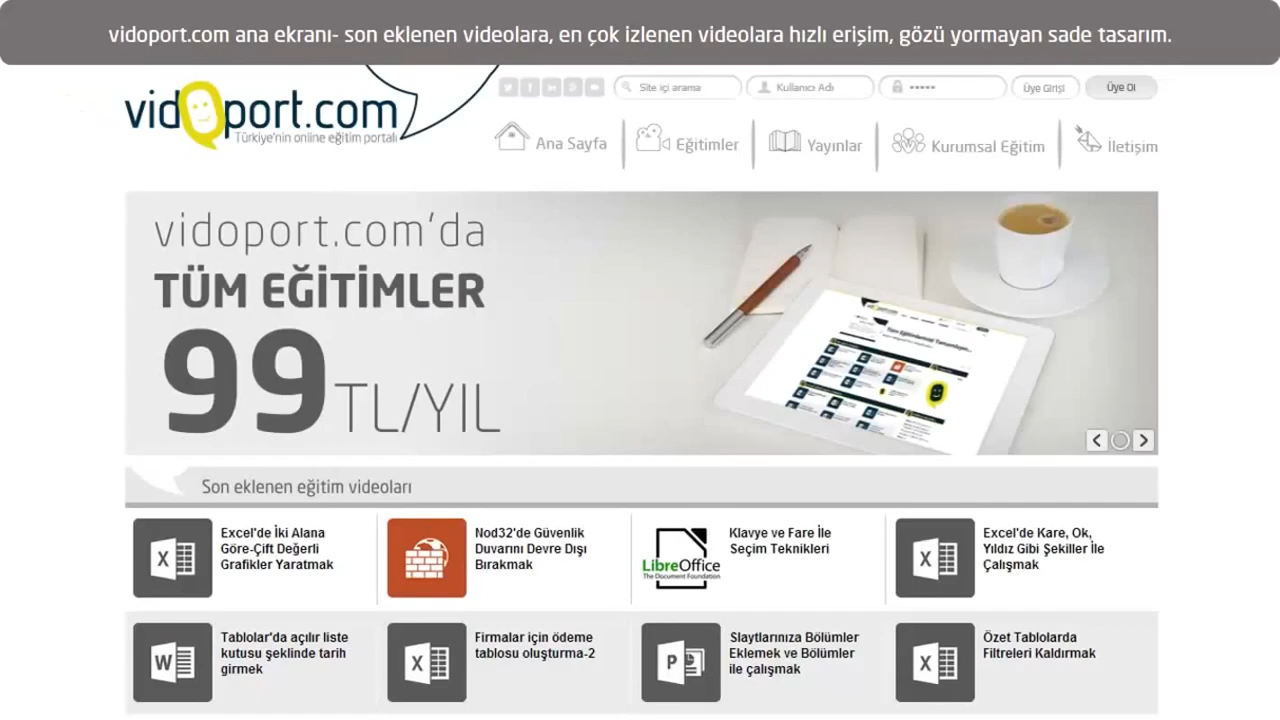 vidoport.com ana ekranı- son eklenen videolara, en çok izlenen videolara hızlı erişim, gözü yormayan sade tasarım.
vidoport.com
Türkiye'nin online eğitim portalı
Site içi arama
Kullanıcı Adı
•••••
Üye Girişi
Üye Ol
Ana Sayfa
Eğitimler
Yayınlar
Kurumsal Eğitim
İletişim
vidoport.com'da
TÜM EĞİTİMLER
99 TL/YIL
Son eklenen eğitim videoları
Excel'de İki Alana
Göre-Çift Değerli
Grafikler Yaratmak
Nod32'de Güvenlik
Duvarını Devre Dışı
Bırakmak
LibreOffice
The Document Foundation
Klavye ve Fare İle
Seçim Teknikleri
Excel'de Kare, Ok,
Yıldız Gibi Şekiller İle
Çalışmak
Tablolar'da açılır liste
kutusu şeklinde tarih
girmek
Firmalar için ödeme
tablosu oluşturma-2
Slaytlarınıza Bölümler
Eklemek ve Bölümler
ile çalışmak
Özet Tablolarda
Filtreleri Kaldırmak